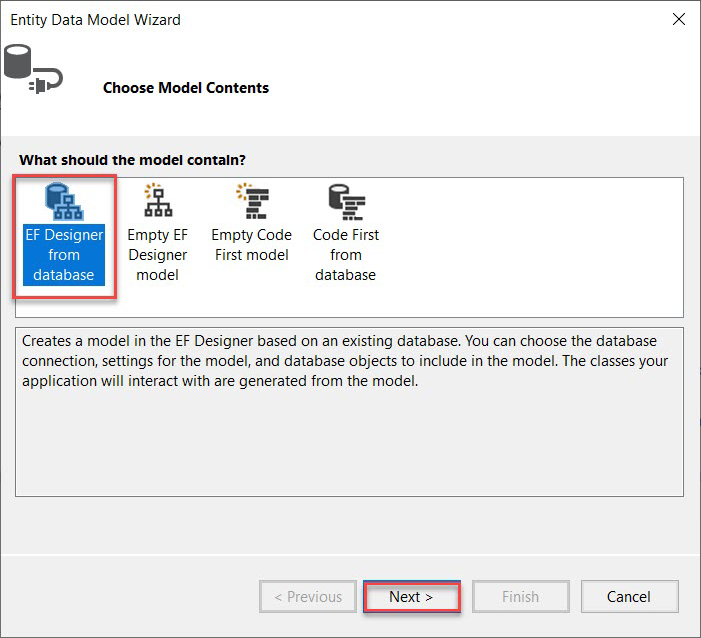 Entity Data Model Wizard
Choose Model Contents
What should the model contain?
EF Designer
from
database
Empty EF
Designer
model
Empty Code
First model
Code First
from
database
Creates a model in the EF Designer based on an existing database. You can choose the database
connection, settings for the model, and database objects to include in the model. The classes your
application will interact with are generated from the model.
< Previous
Next >
Finish
Cancel